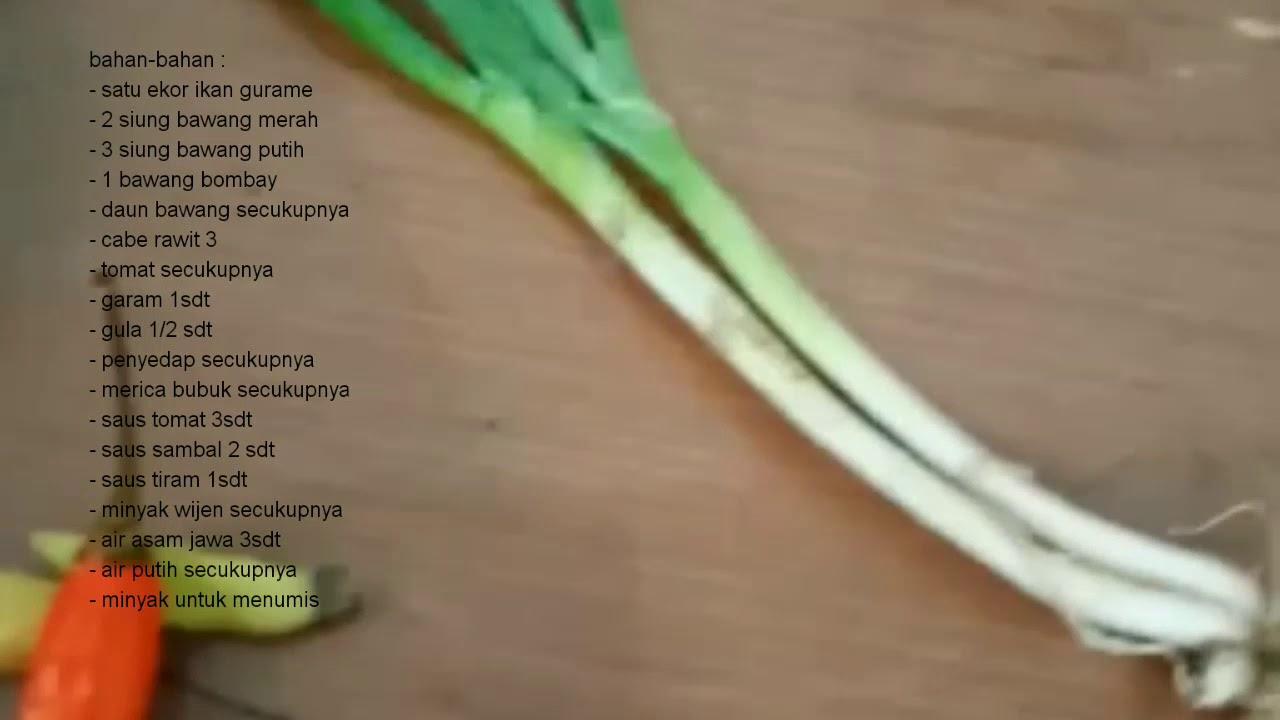 bahan-bahan :
- satu ekor ikan gurame
- 2 siung bawang merah
- 3 siung bawang putih
- 1 bawang bombay
- daun bawang secukupnya
- cabe rawit 3
- tomat secukupnya
- garam 1sdt
- gula 1/2 sdt
- penyedap secukupnya
- merica bubuk secukupnya
- saus tomat 3sdt
- saus sambal 2 sdt
- saus tiram 1sdt
- minyak wijen secukupnya
- air asam jawa 3sdt
- air putih secukupnya
- minyak untuk menumis